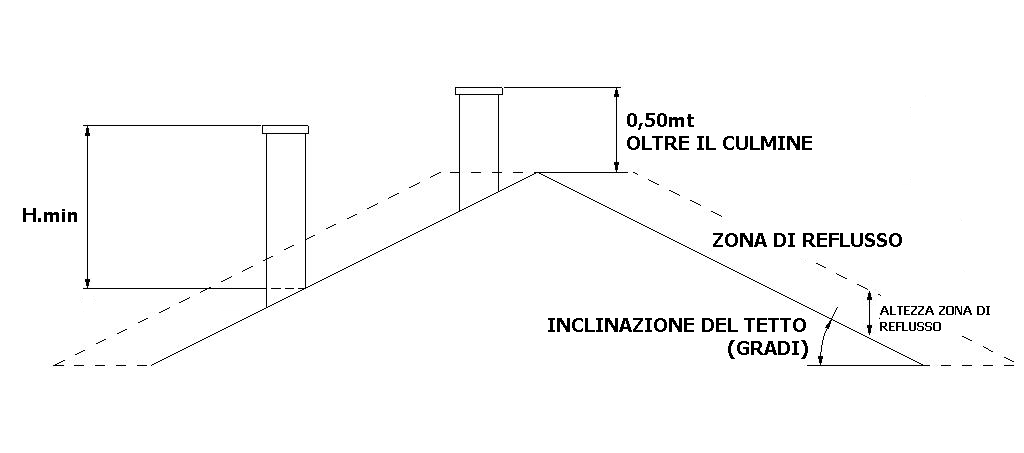 0,50mt
OLTRE IL CULMINE
H.min
ZONA DI REFLUSSO
ALTEZZA ZONA DI
REFLUSSO
INCLINAZIONE DEL TETTO
(GRADI)